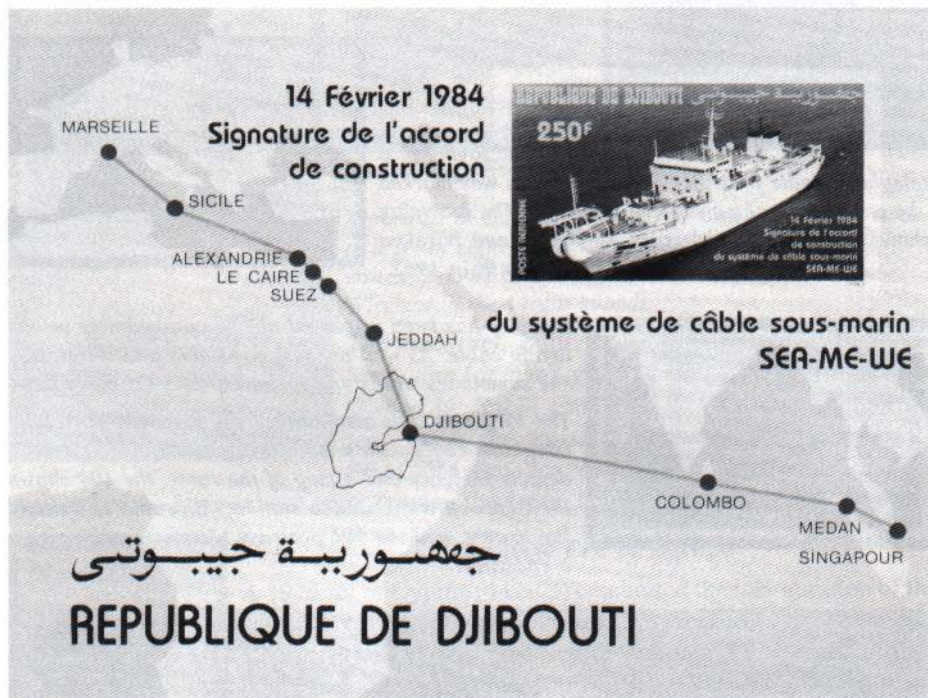 14 Février 1984
Signature de l'accord
de construction
REPUBLIQUE DE DJIBOUTI جمهورية جيبوتي
250F
POSTE AERIENNE
14 Février 1984
Signature de l'accord
de construction
du système de câble sous-marin
SEA-ME-WE
du système de câble sous-marin
SEA-ME-WE
MARSEILLE
SICILE
ALEXANDRIE
LE CAIRE
SUEZ
JEDDAH
DJIBOUTI
COLOMBO
MEDAN
SINGAPOUR
جمهورية جيبوتى
REPUBLIQUE DE DJIBOUTI